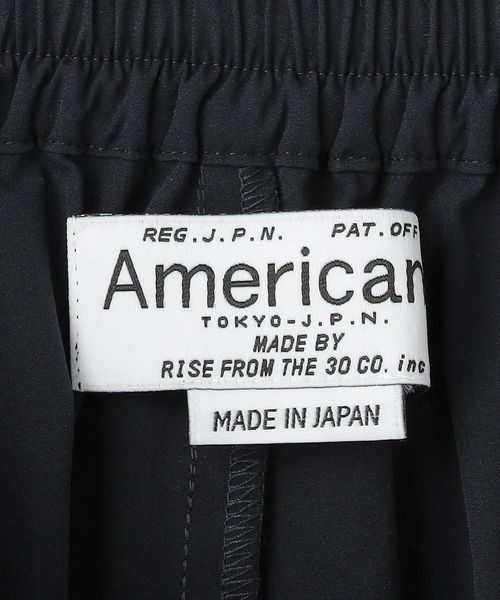 REG.J.P.N. PAT.OFF
American
TOKYO-J.P.N.
MADE BY
RISE FROM THE 30 CO. inc
MADE IN JAPAN